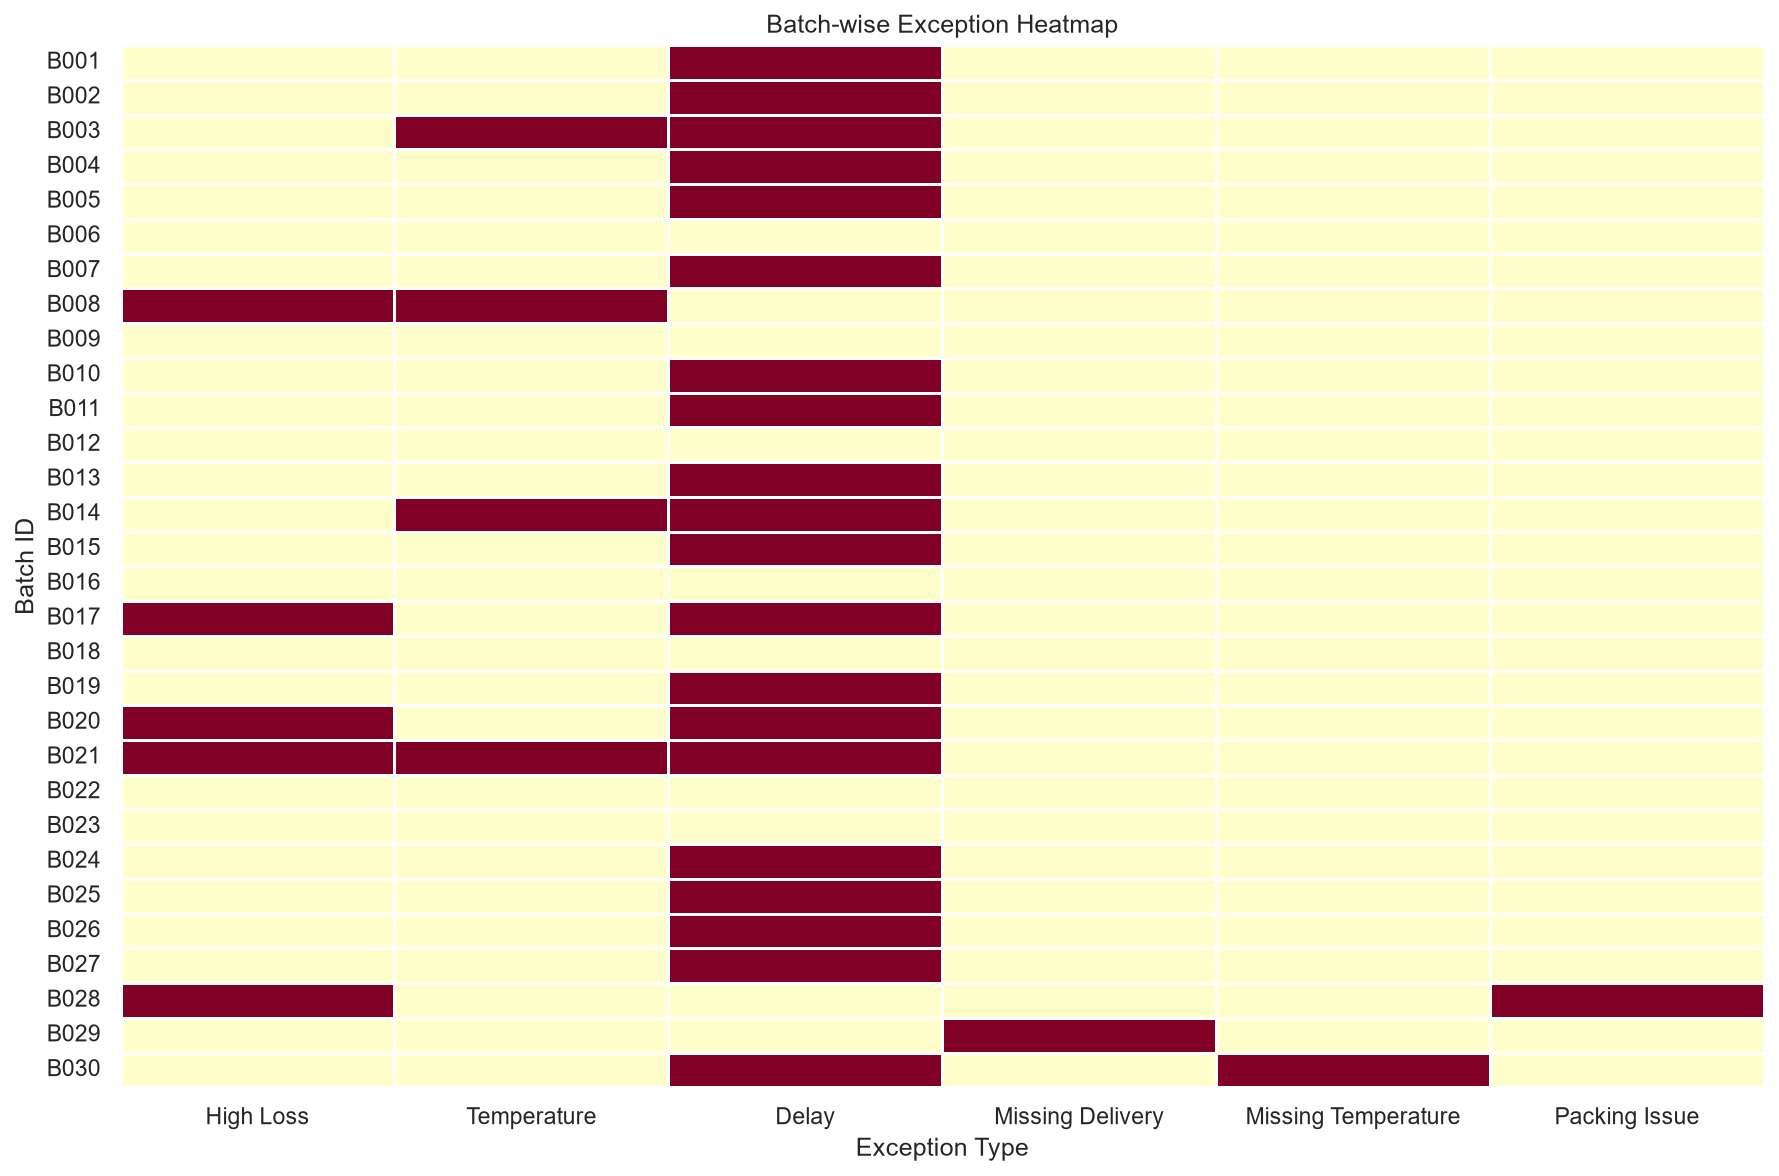 Batch-wise Exception Heatmap
B001
B002
B003
B004
B005
B006
B007
B008
B009
B010
B011
B012
B013
B014
B015
B016
B017
B018
B019
B020
B021
B022
B023
B024
B025
B026
B027
B028
B029
B030
Batch ID
High Loss
Temperature
Delay
Missing Delivery
Missing Temperature
Packing Issue
Exception Type